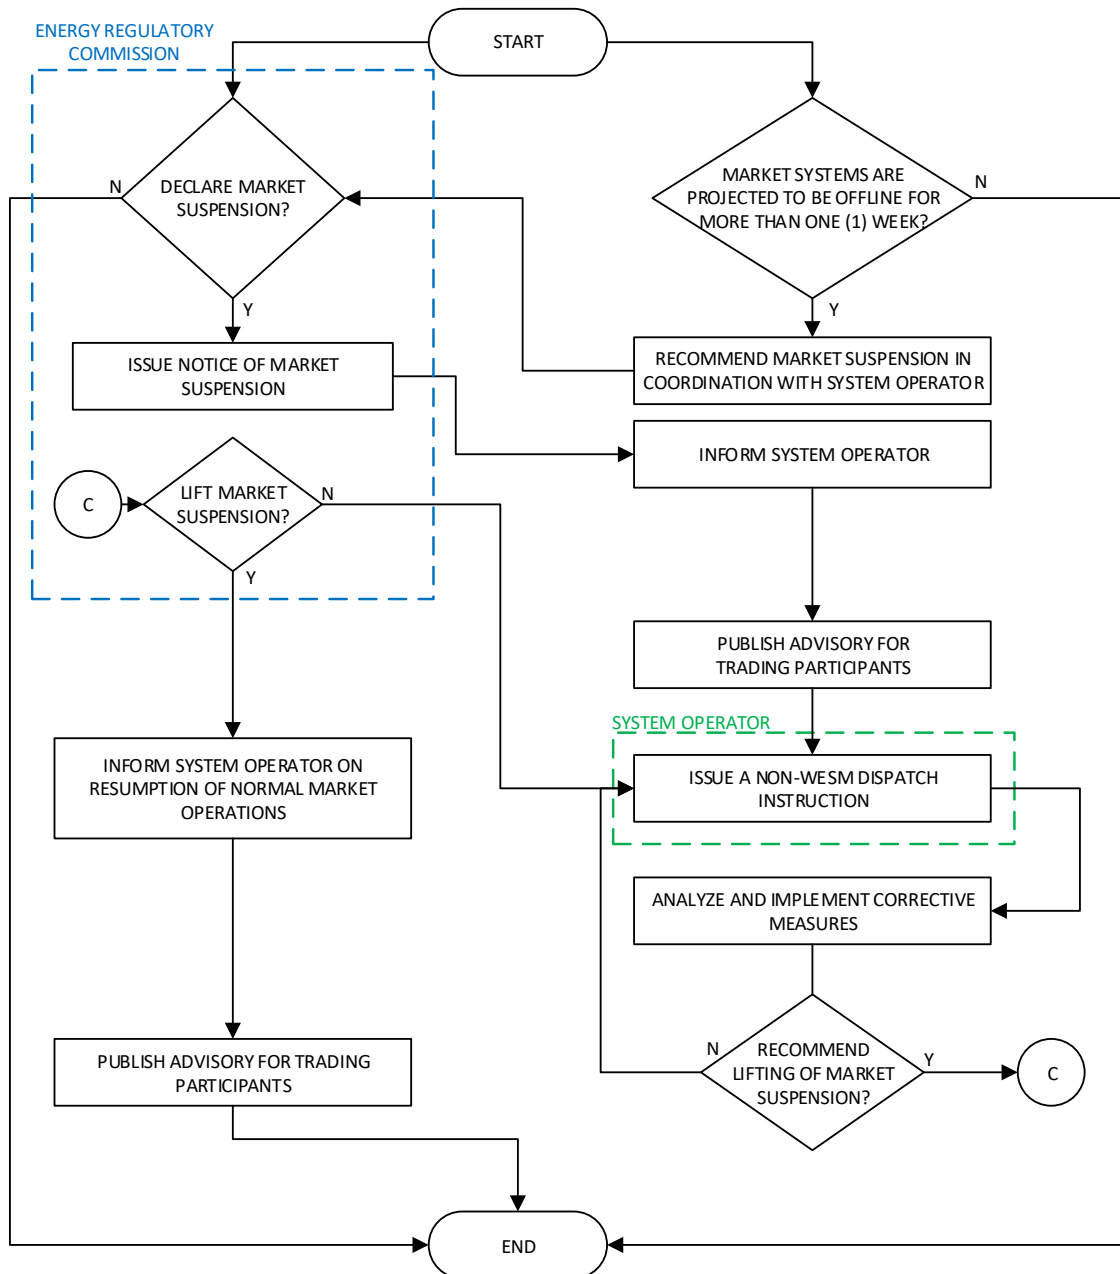 ENERGY REGULATORY
COMMISSION
START
N
DECLARE MARKET
SUSPENSION?
Y
MARKET SYSTEMS ARE
PROJECTED TO BE OFFLINE FOR
MORE THAN ONE (1) WEEK?
N
Y
ISSUE NOTICE OF MARKET
SUSPENSION
RECOMMEND MARKET SUSPENSION IN
COORDINATION WITH SYSTEM OPERATOR
INFORM SYSTEM OPERATOR
C
LIFT MARKET
SUSPENSION?
N
Y
PUBLISH ADVISORY FOR
TRADING PARTICIPANTS
SYSTEM OPERATOR
INFORM SYSTEM OPERATOR ON
RESUMPTION OF NORMAL MARKET
OPERATIONS
ISSUE A NON-WESM DISPATCH
INSTRUCTION
ANALYZE AND IMPLEMENT CORRECTIVE
MEASURES
PUBLISH ADVISORY FOR TRADING
PARTICIPANTS
N
RECOMMEND
LIFTING OF MARKET
SUSPENSION?
Y
C
END